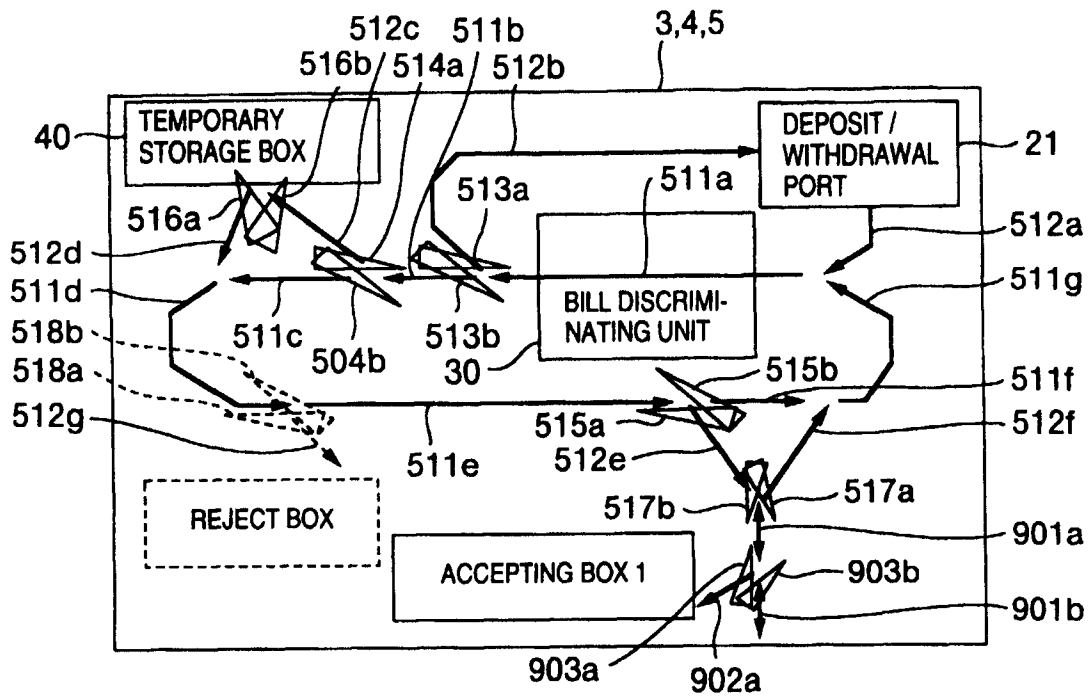 512c
511b
3,4,5
516b
514a
512b
40
TEMPORARY
STORAGE BOX
DEPOSIT /
WITHDRAWAL
PORT
21
516a
513a
511a
512d
512a
511d
BILL DISCRIMI-
NATING UNIT
511g
518b
511c
504b
513b
30
518a
515b
511f
512g
515a
512f
511e
512e
REJECT BOX
517b
517a
901a
ACCEPTING BOX 1
903b
901b
903a
902a